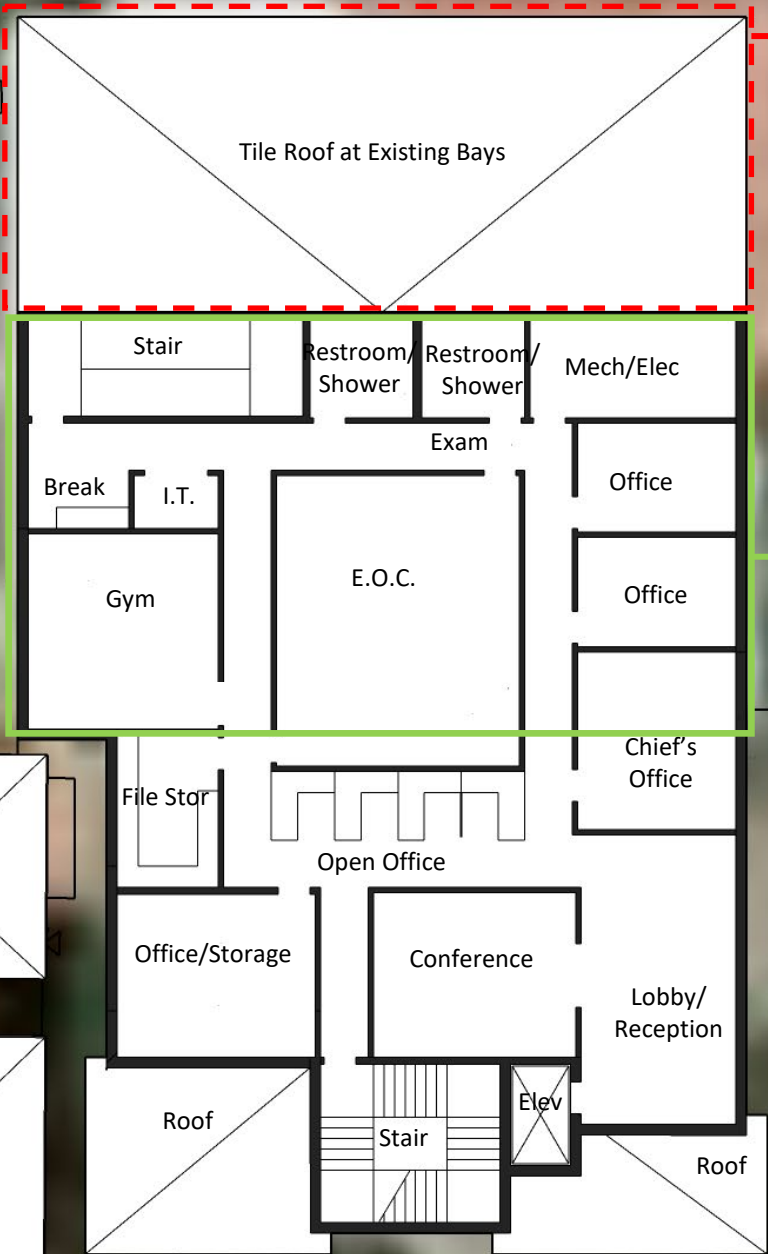 Tile Roof at Existing Bays
Stair
Restroom/
Shower
Restroom/
Shower
Mech/Elec
Exam
Break
I.T.
Office
Gym
E.O.C.
Office
Chief's
Office
File Stor
Open Office
Office/Storage
Conference
Lobby/
Reception
Roof
Stair
Elev
Roof